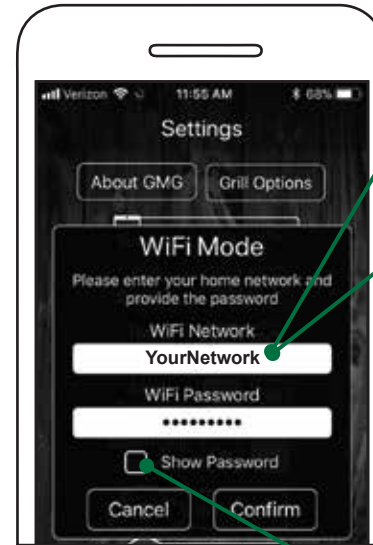 Verizon 11:55 AM 68%
Settings
About GMG Grill Options
WiFi Mode
Please enter your home network and
provide the password
WiFi Network
YourNetwork
WiFi Password
•••••••••
Show Password
Cancel Confirm